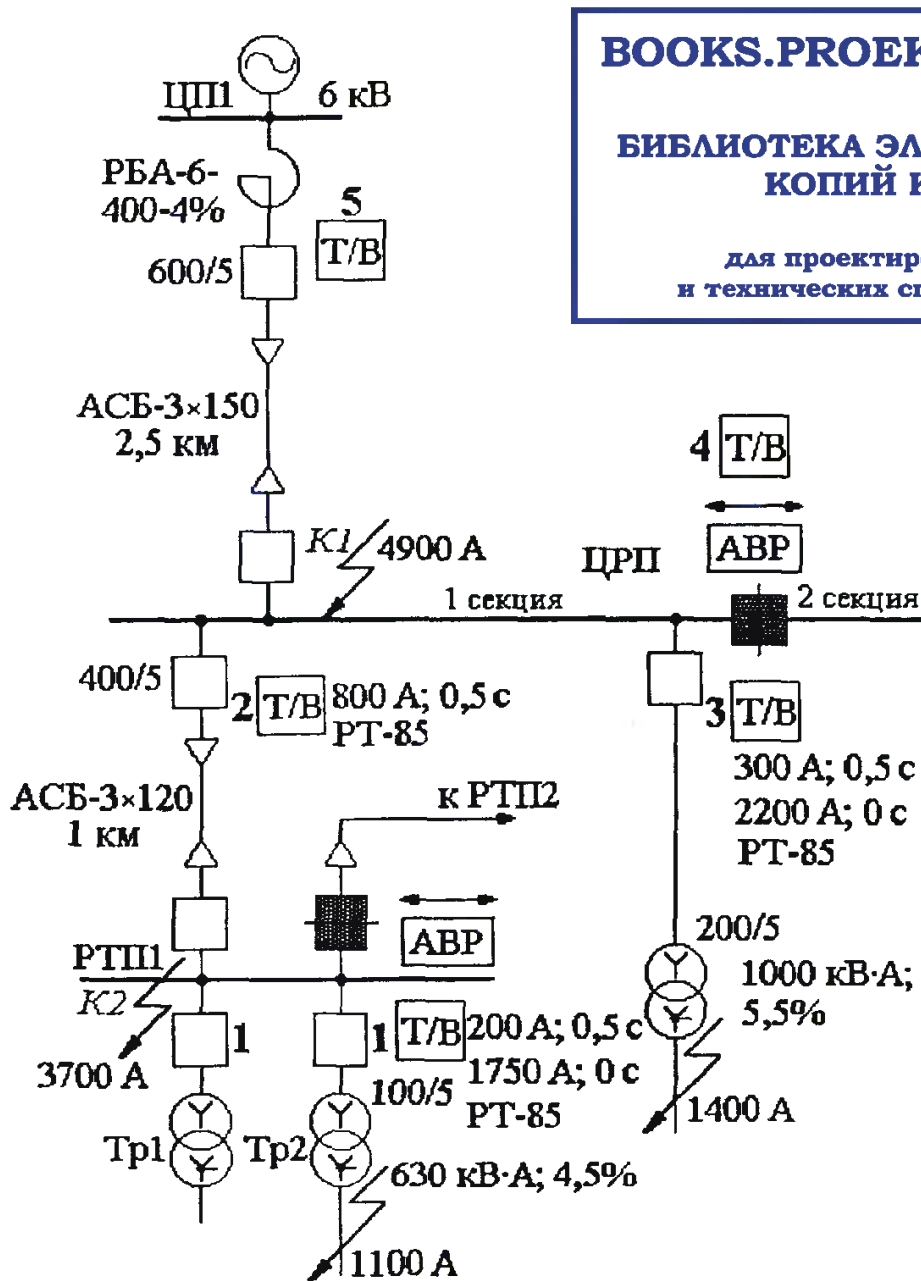 BOOKS.PROEK
БИБЛИОТЕКА ЭЛ
КОПИЙ К
для проектир
и технических сп
ЦП1 6 кВ
РБА-6-
400-4%
5
Т/В
600/5
АСБ-3×150
2,5 км
4 Т/В
К1 4900 А
ЦРП
АВР
1 секция
2 секция
400/5
2 Т/В 800 А; 0,5 с
РТ-85
3 Т/В
300 А; 0,5 с
2200 А; 0 с
РТ-85
АСБ-3×120
1 км
к РТП2
АВР
РТП1
К2
3700 А
1
1 Т/В 200 А; 0,5 с
1750 А; 0 с
100/5
РТ-85
200/5
1000 кВ·А;
5,5%
1400 А
Тр1
Тр2
630 кВ·А; 4,5%
1100 А